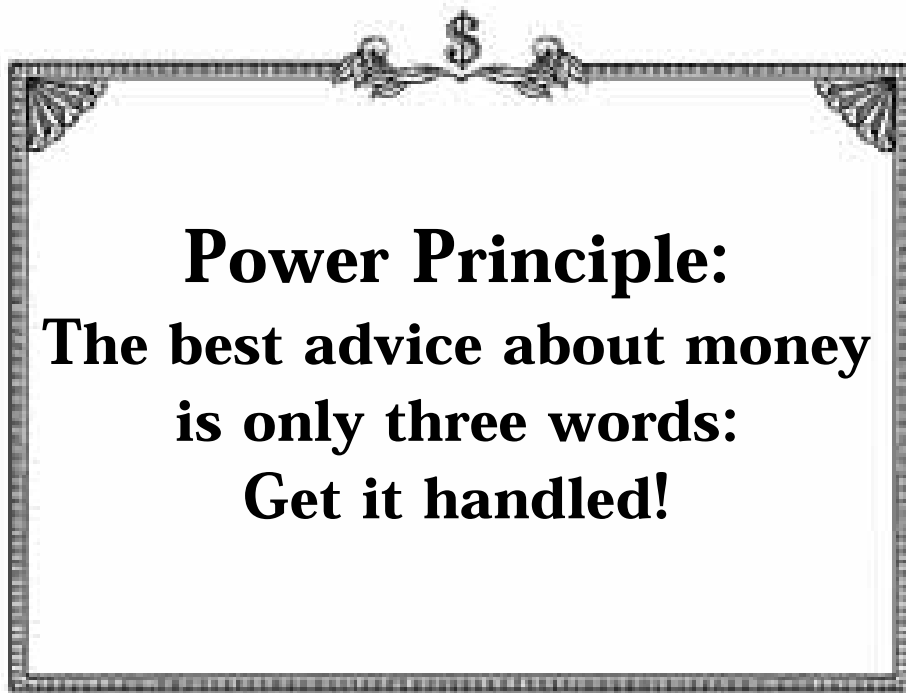 $
Power Principle:
The best advice about money
is only three words:
Get it handled!